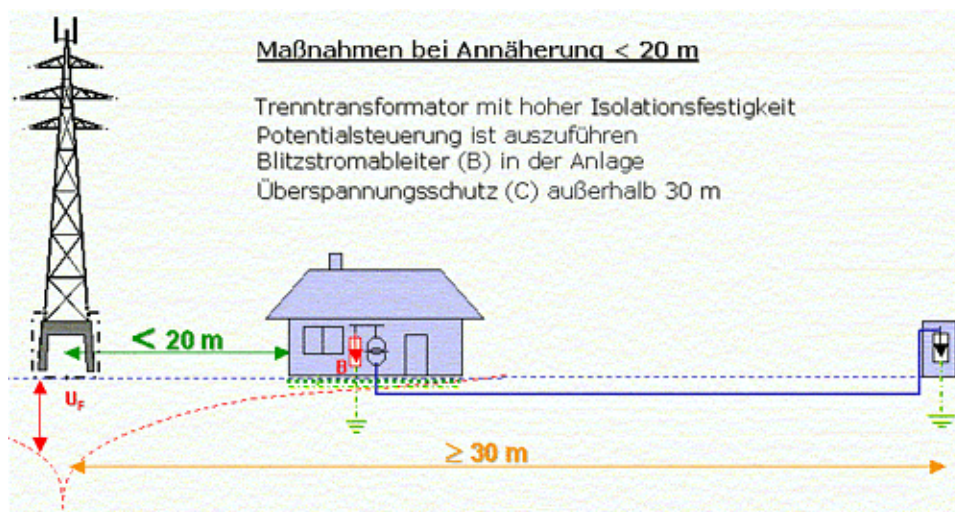 Maßnahmen bei Annäherung < 20 m
Trenntransformator mit hoher Isolationsfestigkeit
Potentialsteuerung ist auszuführen
Blitzstromableiter (B) in der Anlage
Überspannungsschutz (C) außerhalb 30 m
< 20 m
B
U_F
≥ 30 m